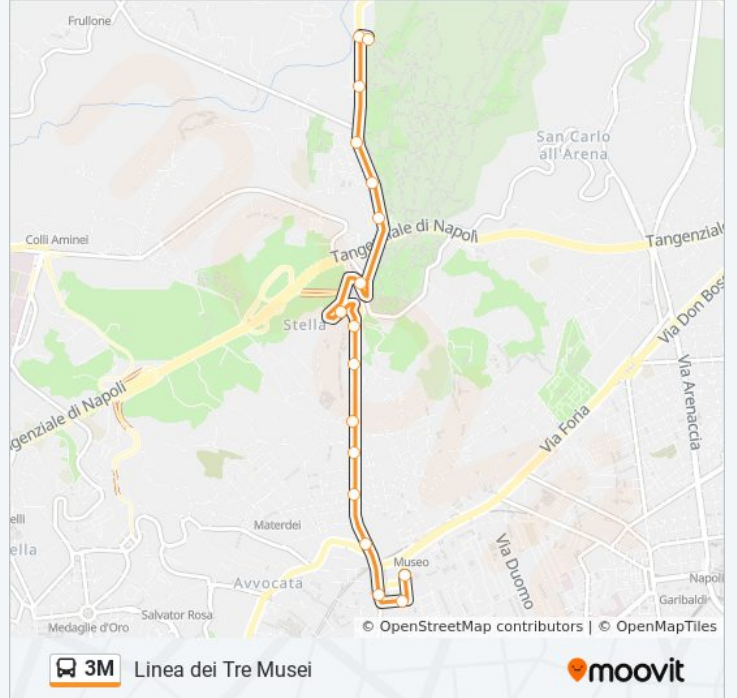 Frullone
San Carlo
all'Arena
Colli Aminei
Tangenziale di Napoli
Tangenziale
Stella
Via Don Bos
Via Arenaccia
genziale di Napoli
Via Foria
elli
Materdei
ella
Museo
Via Duomo
Avvocata
Napoli
Garibaldi
Salvator Rosa
Medaglie d'Oro
© OpenStreetMap contributors | © OpenMapTiles
3M Linea dei Tre Musei
moovit